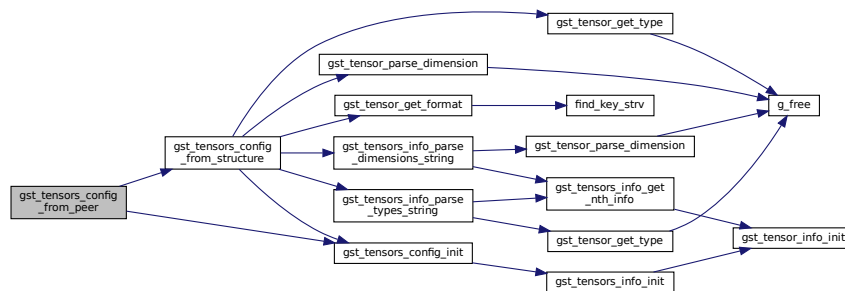 gst_tensors_config
_from_peer
gst_tensors_config
_from_structure
gst_tensor_get_type
gst_tensor_parse_dimension
gst_tensor_get_format
gst_tensors_info_parse
_dimensions_string
gst_tensors_info_parse
_types_string
gst_tensors_config_init
find_key_strv
g_free
gst_tensor_parse_dimension
gst_tensors_info_get
_nth_info
gst_tensor_get_type
gst_tensors_info_init
gst_tensor_info_init